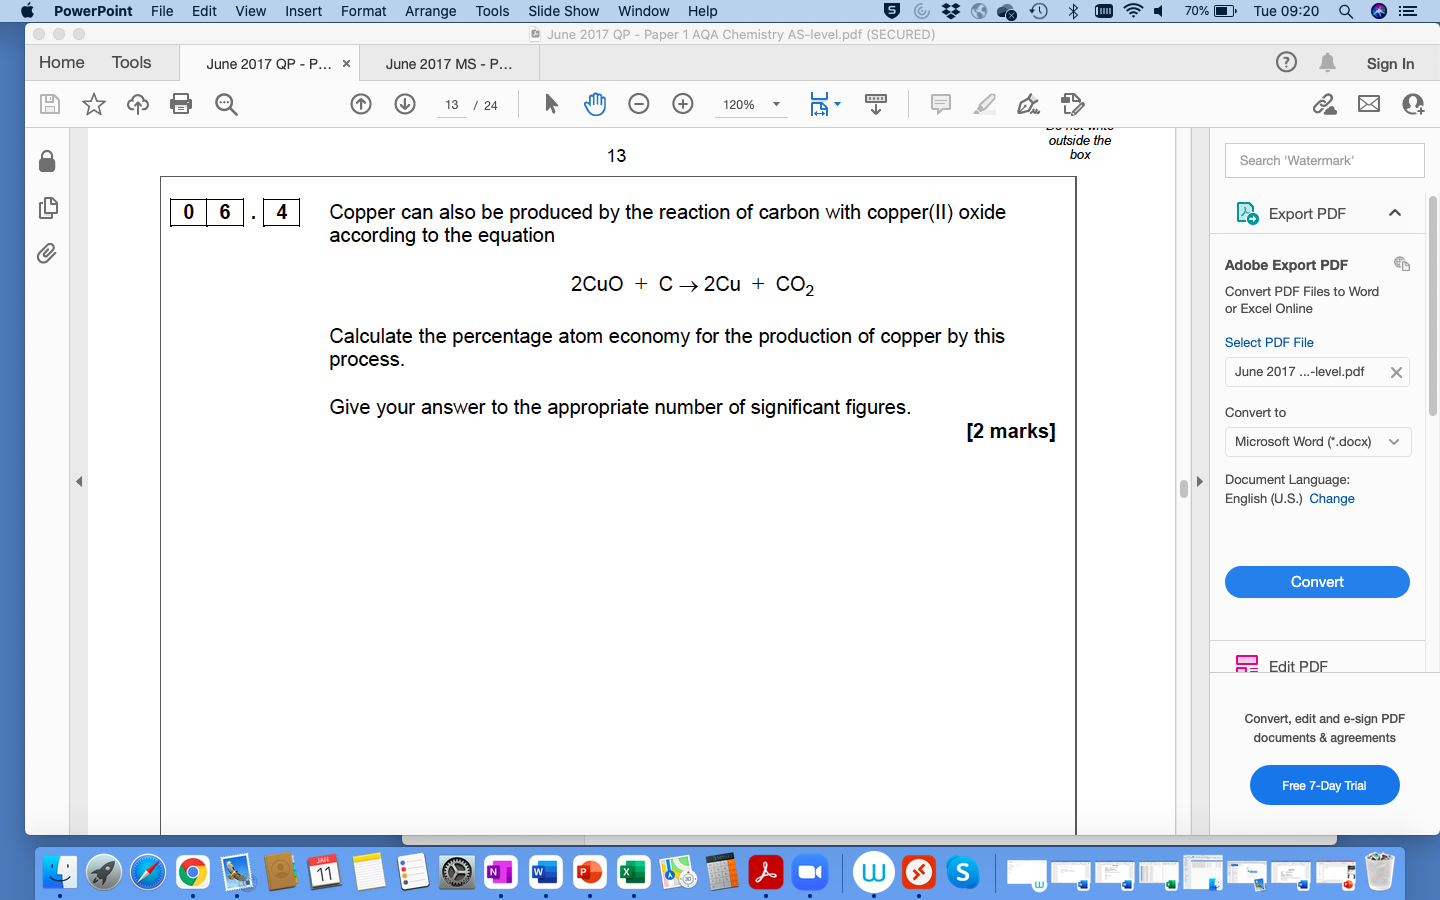 PowerPoint File Edit View Insert Format Arrange Tools Slide Show Window Help 70% Tue 09:20
June 2017 QP - Paper 1 AQA Chemistry AS-level.pdf (SECURED)
Home Tools June 2017 QP - P... × June 2017 MS - P... Sign In
13 / 24 120%
Do not write
outside the
box
13
0 6 . 4 Copper can also be produced by the reaction of carbon with copper(II) oxide
according to the equation
2CuO + C → 2Cu + CO₂
Calculate the percentage atom economy for the production of copper by this
process.
Give your answer to the appropriate number of significant figures.
[2 marks]
Search 'Watermark'
Export PDF
Adobe Export PDF
Convert PDF Files to Word
or Excel Online
Select PDF File
June 2017 ...-level.pdf
Convert to
Microsoft Word (*.docx)
Document Language:
English (U.S.) Change
Convert
Edit PDF
Convert, edit and e-sign PDF
documents & agreements
Free 7-Day Trial
JAN
11